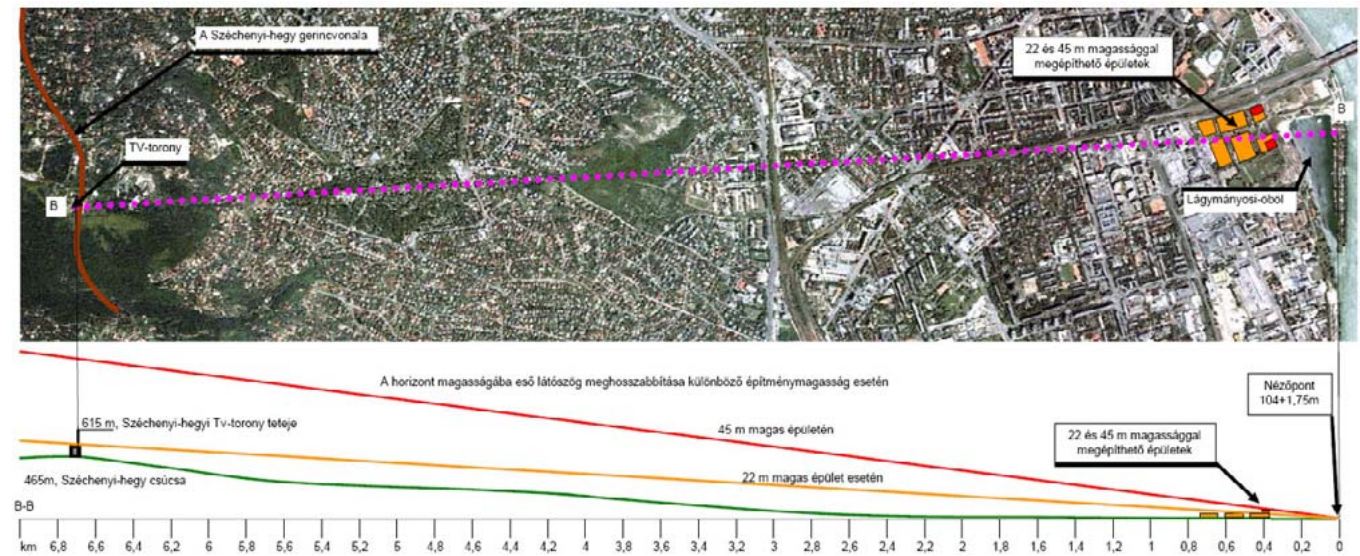 A Széchenyi-hegy gerincvonala
22 és 45 m magassággal
megépíthető épületek
TV-torony
B
B
Lágymányosi-öböl
A horizont magasságába eső látószög meghosszabbítása különböző építménymagasság esetén
Nézőpont
104+1,75m
615 m, Széchenyi-hegyi Tv-torony teteje
45 m magas épületén
22 és 45 m magassággal
megépíthető épületek
465m, Széchenyi-hegy csúcsa
22 m magas épület esetén
B-B
km 6,8 6,6 6,4 6,2 6 5,4 5,2 5 4,8 4,6 4,4 4,2 4 3,8 3,6 3,4 3,2 3 2,8 2,6 2,4 2,2 2 1,8 1,6 1,4 1,2 1 0,8 0,6 0,4 0,2 0